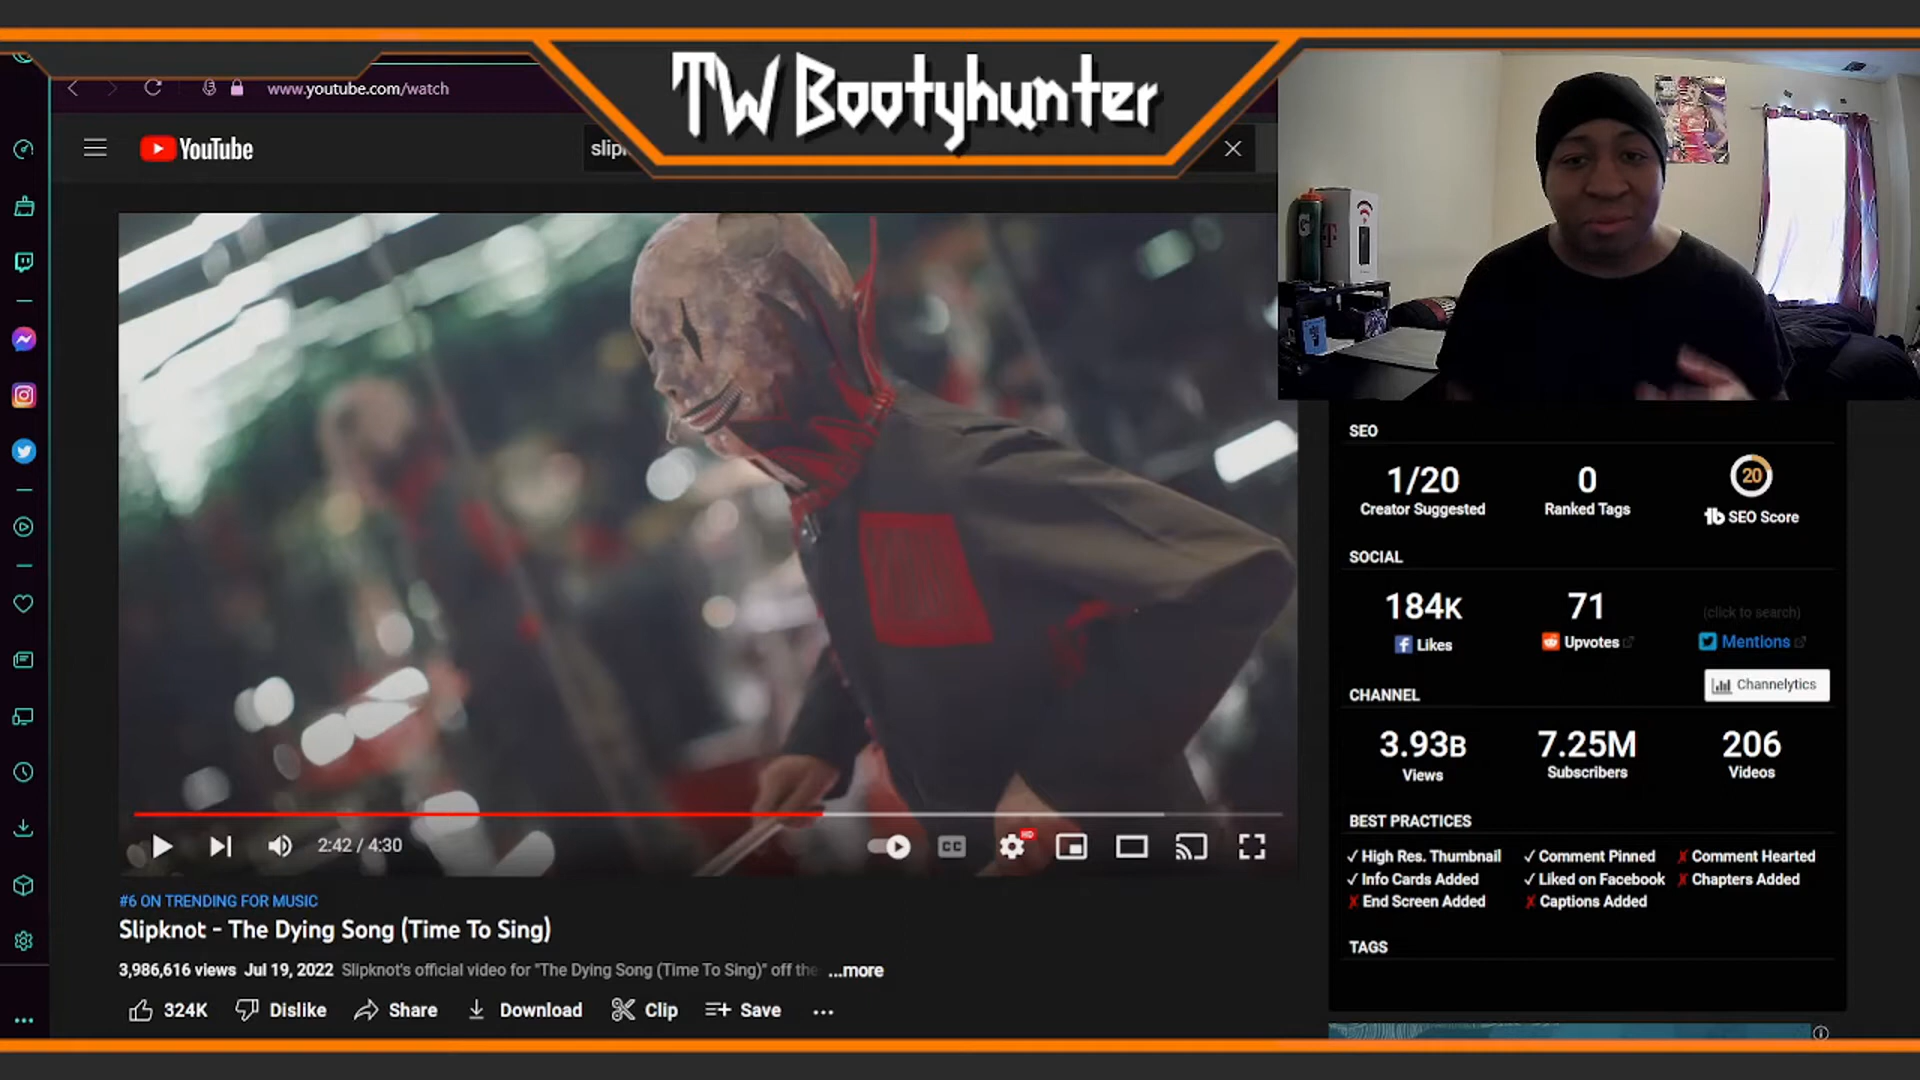 TW Bootyhunter
www.youtube.com/watch
YouTube
slip
2:42 / 4:30
CC
HD
#6 ON TRENDING FOR MUSIC
Slipknot - The Dying Song (Time To Sing)
3,986,616 views Jul 19, 2022 Slipknot's official video for "The Dying Song (Time To Sing)" off the ...more
324K Dislike Share Download Clip Save
G
T
SEO
1/20 0 20
Creator Suggested Ranked Tags tb SEO Score
SOCIAL
184K 71 (click to search)
Likes Upvotes Mentions
Channelytics
CHANNEL
3.93B 7.25M 206
Views Subscribers Videos
BEST PRACTICES
✓ High Res. Thumbnail ✓ Comment Pinned ✗ Comment Hearted
✓ Info Cards Added ✓ Liked on Facebook ✗ Chapters Added
✗ End Screen Added ✗ Captions Added
TAGS